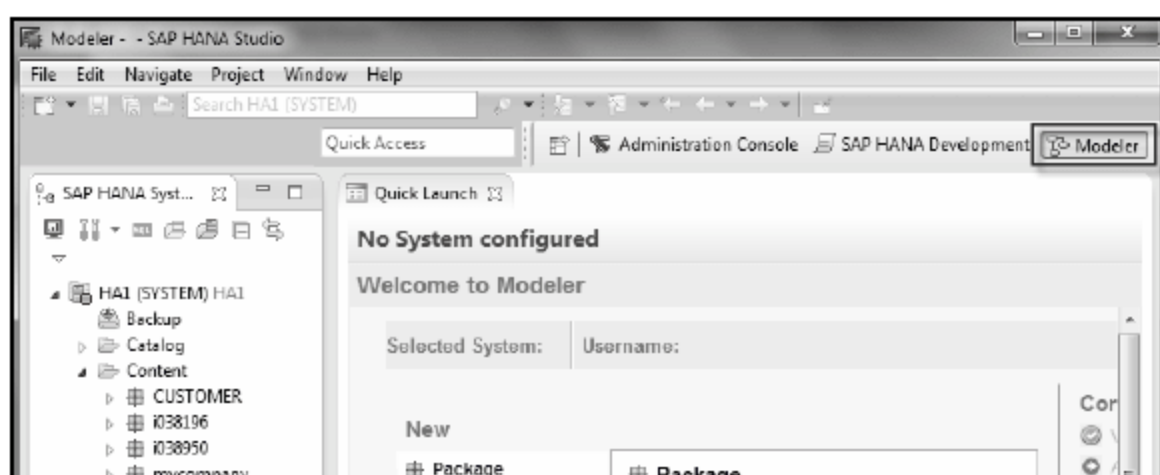 Modeler - - SAP HANA Studio
File Edit Navigate Project Window Help
Search HA1 (SYSTEM)
Quick Access
Administration Console
SAP HANA Development
Modeler
SAP HANA Syst...
Quick Launch
No System configured
Welcome to Modeler
HA1 (SYSTEM) HA1
Backup
Catalog
Content
CUSTOMER
i038196
i038950
mycompany
Selected System:
Username:
New
Package
Package
Cor